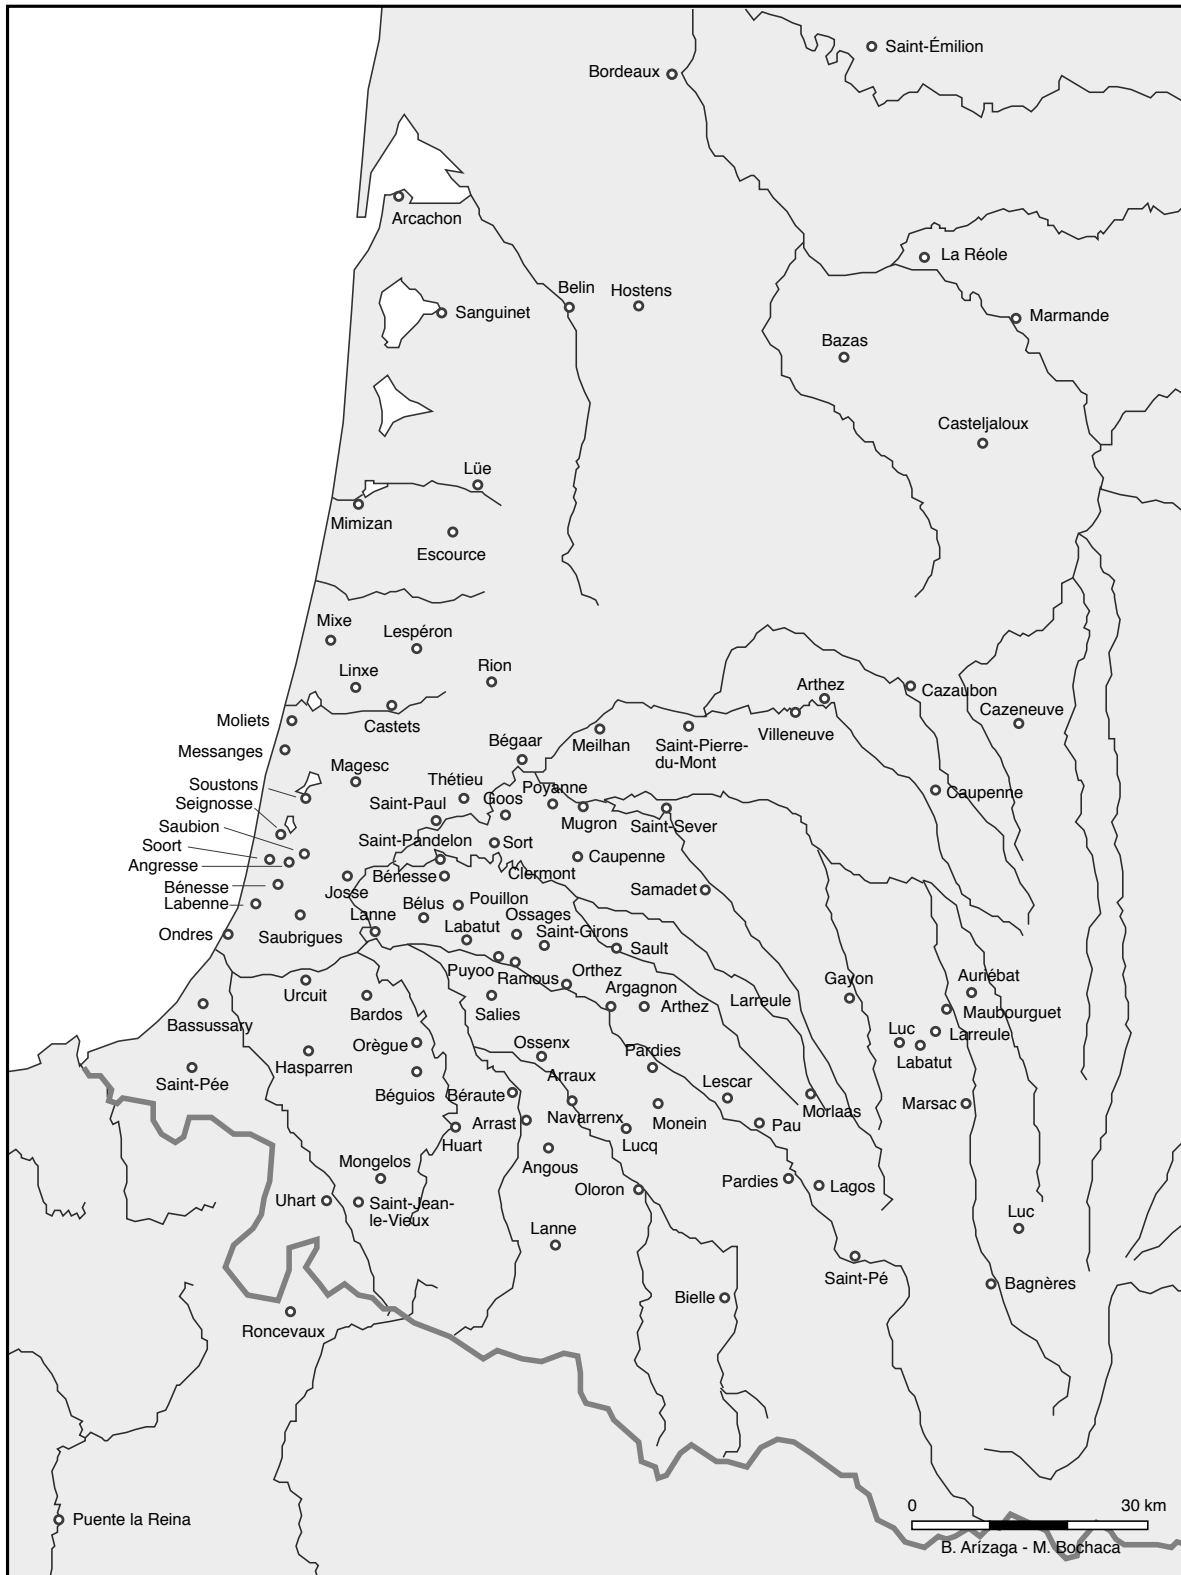 Saint-Émilion
Bordeaux
Arcachon
La Réole
Belin
Hostens
Sanguinet
Marmande
Bazas
Casteljaloux
Lüe
Mimizan
Escource
Mixe
Lespéron
Linxe
Rion
Castets
Arthez
Cazaubon
Cazeneuve
Moliets
Messanges
Bégaar
Meilhan
Saint-Pierre-
du-Mont
Villeneuve
Magesc
Thétieu
Poyanne
Soustons
Seignosse
Saint-Paul
Goos
Mugron
Saint-Sever
Caupenne
Saubion
Soort
Angresse
Saint-Pandelon
Sort
Caupenne
Bénesse
Labenne
Josse
Bénesse
Clermont
Samadet
Bélus
Pouillon
Ondres
Saubrigues
Lanne
Labatut
Ossages
Saint-Girons
Sault
Urcuit
Bardos
Puyoo
Ramous
Orthez
Salies
Argagnon
Arthez
Larreule
Gayon
Auriébat
Maubourguet
Bassussary
Orègue
Ossenx
Pardies
Luc
Larreule
Labatut
Hasparren
Saint-Pée
Béguios
Béraute
Arraux
Lescar
Morlaas
Marsac
Huart
Arrast
Navarrenx
Lucq
Monein
Pau
Mongelos
Angous
Uhart
Saint-Jean-
le-Vieux
Oloron
Pardies
Lagos
Lanne
Luc
Saint-Pé
Bagnères
Bielle
Roncevaux
Puente la Reina
0 30 km
B. Arízaga - M. Bochaca